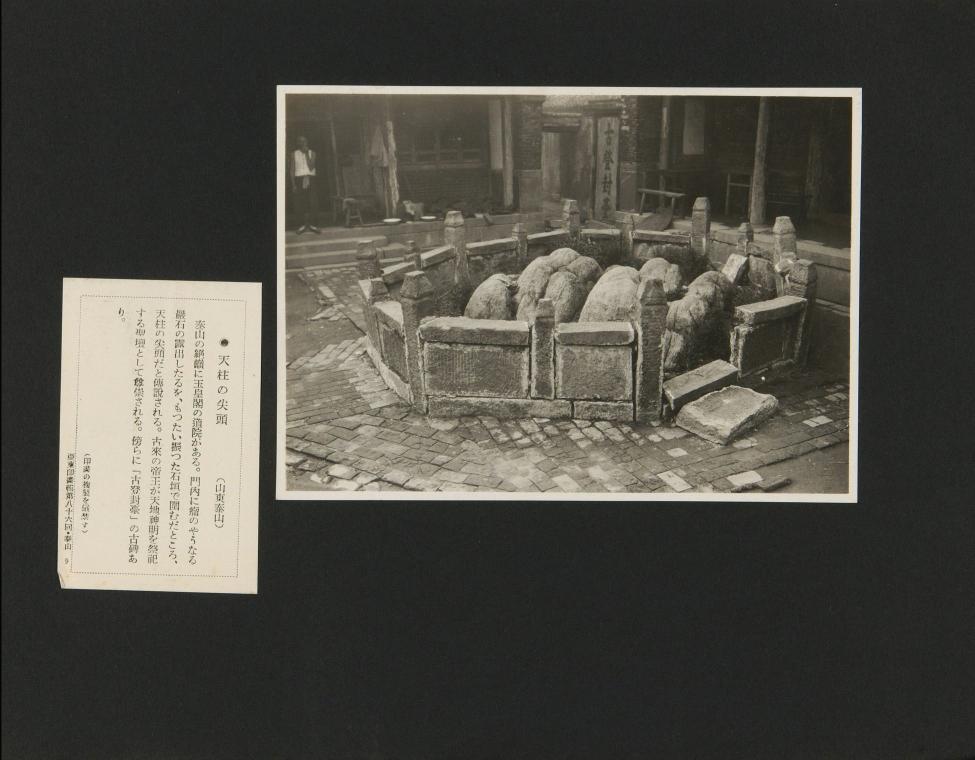 ● 天柱の尖頭
（山東泰山）
泰山の絶巓に玉皇閣の道院がある。門內に瘤のやうなる
巖石の露出したるを、もつたい振つた石垣で圍むだところ、
天柱の尖頭だと傳說される。古來の帝王が天地神明を祭祀
する聖壇として敬崇される。傍らに「古登封臺」の古碑あ
り。
（印畫の複製を嚴禁す）
亞東印畫輯第八十六回・泰山 9
古登封臺